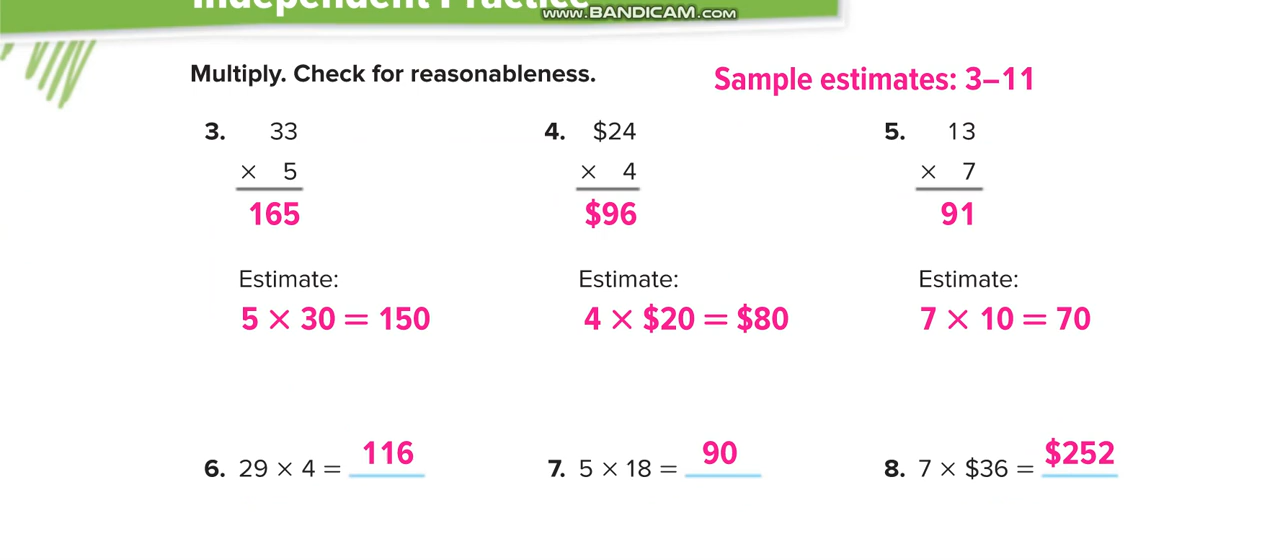 Independent Practice
www.BANDICAM.com
Multiply. Check for reasonableness.
Sample estimates: 3–11
3. 33 4. $24 5. 13
× 5 × 4 × 7
165 $96 91
Estimate: Estimate: Estimate:
5 × 30 = 150 4 × $20 = $80 7 × 10 = 70
6. 29 × 4 = 116 7. 5 × 18 = 90 8. 7 × $36 = $252